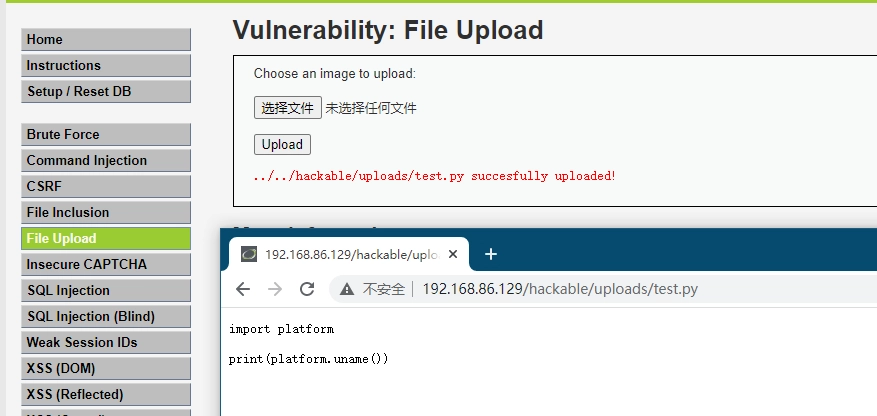 Vulnerability: File Upload
Home
Instructions
Setup / Reset DB
Brute Force
Command Injection
CSRF
File Inclusion
File Upload
Insecure CAPTCHA
SQL Injection
SQL Injection (Blind)
Weak Session IDs
XSS (DOM)
XSS (Reflected)
Choose an image to upload:
选择文件 未选择任何文件
Upload
../../hackable/uploads/test.py succesfully uploaded!
192.168.86.129/hackable/uplo
不安全 192.168.86.129/hackable/uploads/test.py
import platform
print(platform.uname())